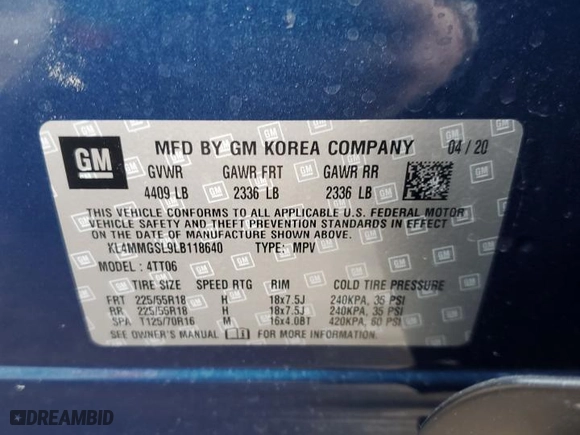 GM
MFD BY GM KOREA COMPANY 04 / 20
GVWR GAWR FRT GAWR RR
4409 LB 2336 LB 2336 LB
THIS VEHICLE CONFORMS TO ALL APPLICABLE U.S. FEDERAL MOTOR
VEHICLE SAFETY AND THEFT PREVENTION STANDARDS IN EFFECT
ON THE DATE OF MANUFACTURE SHOWN ABOVE.
KL4MMGSL9LB118640 TYPE: MPV
MODEL : 4TT06
TIRE SIZE SPEED RTG RIM COLD TIRE PRESSURE
FRT 225/55R18 H 18x7.5J 240KPA, 35 PSI
RR 225/55R18 H 18x7.5J 240KPA, 35 PSI
SPA T125/70R16 M 16x4.0BT 420KPA, 60 PSI
SEE OWNER'S MANUAL FOR MORE INFORMATION
DREAMBID